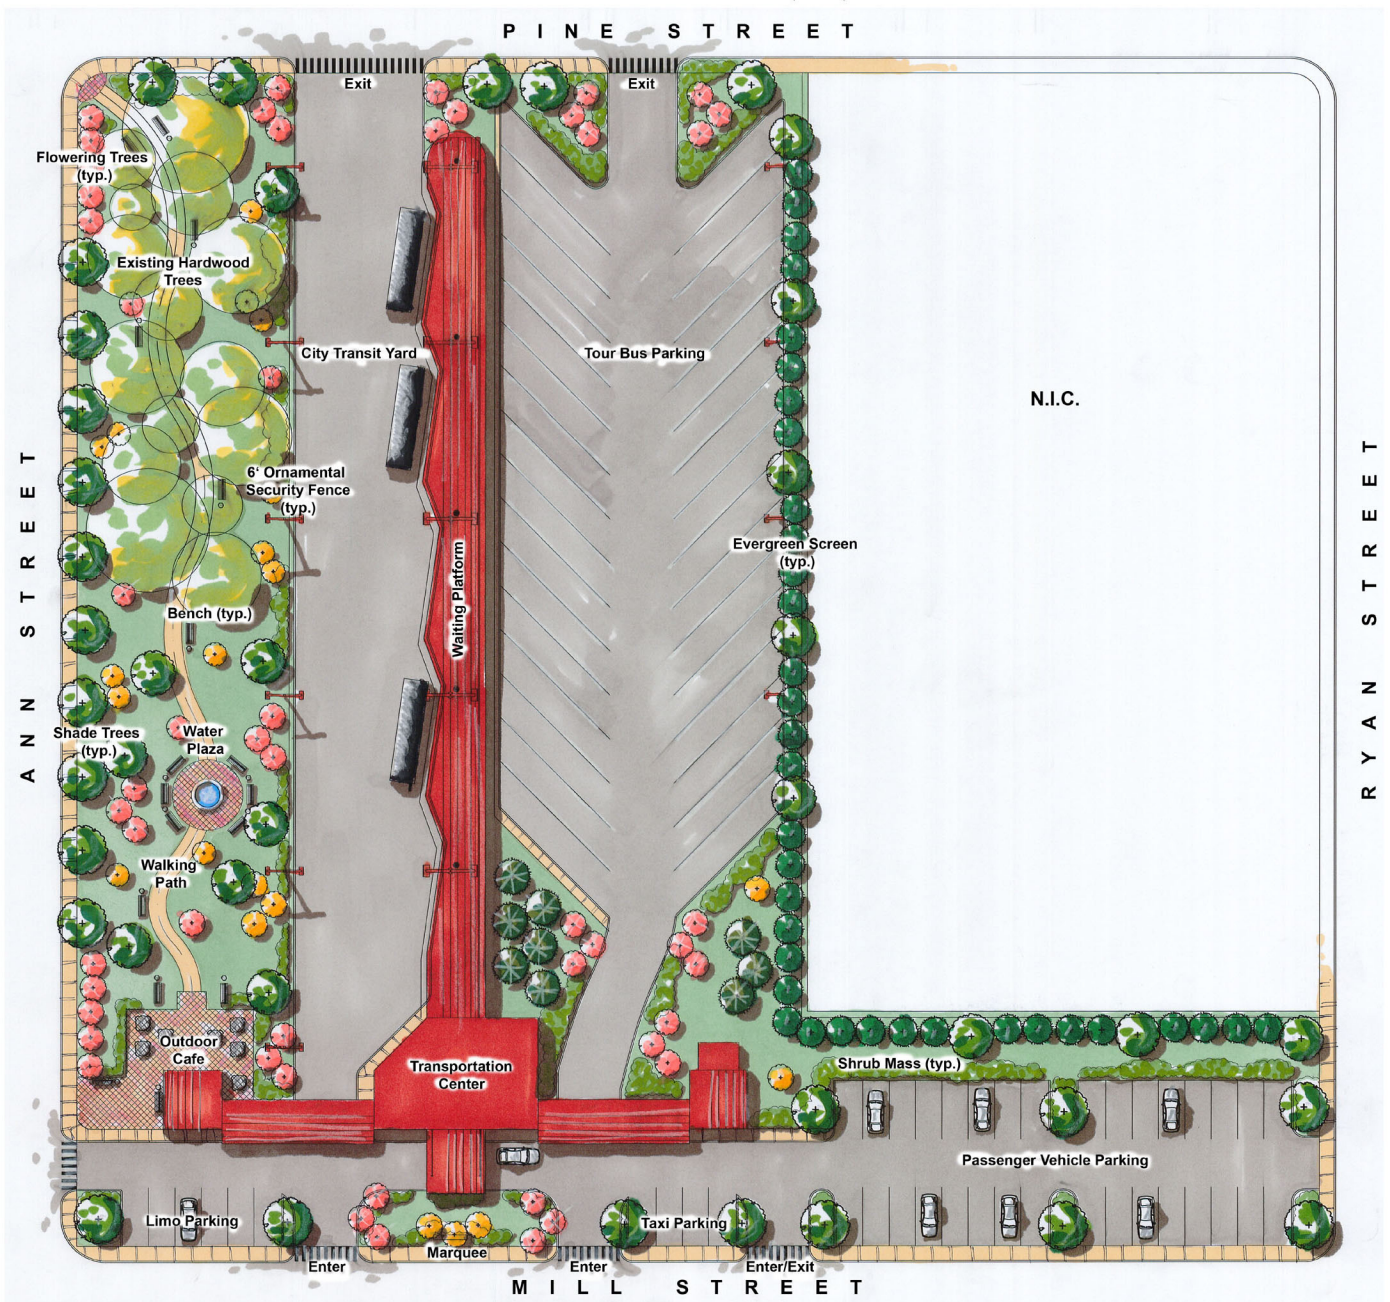 PINE STREET
Exit
Exit
Flowering Trees
(typ.)
Existing Hardwood
Trees
City Transit Yard
Tour Bus Parking
N.I.C.
ANN STREET
RYAN STREET
6' Ornamental
Security Fence
(typ.)
Evergreen Screen
(typ.)
Waiting Platform
Bench (typ.)
Shade Trees
(typ.)
Water
Plaza
Walking
Path
Outdoor
Cafe
Transportation
Center
Shrub Mass (typ.)
Passenger Vehicle Parking
Limo Parking
Taxi Parking
Marquee
Enter
Enter
Enter/Exit
MILL STREET